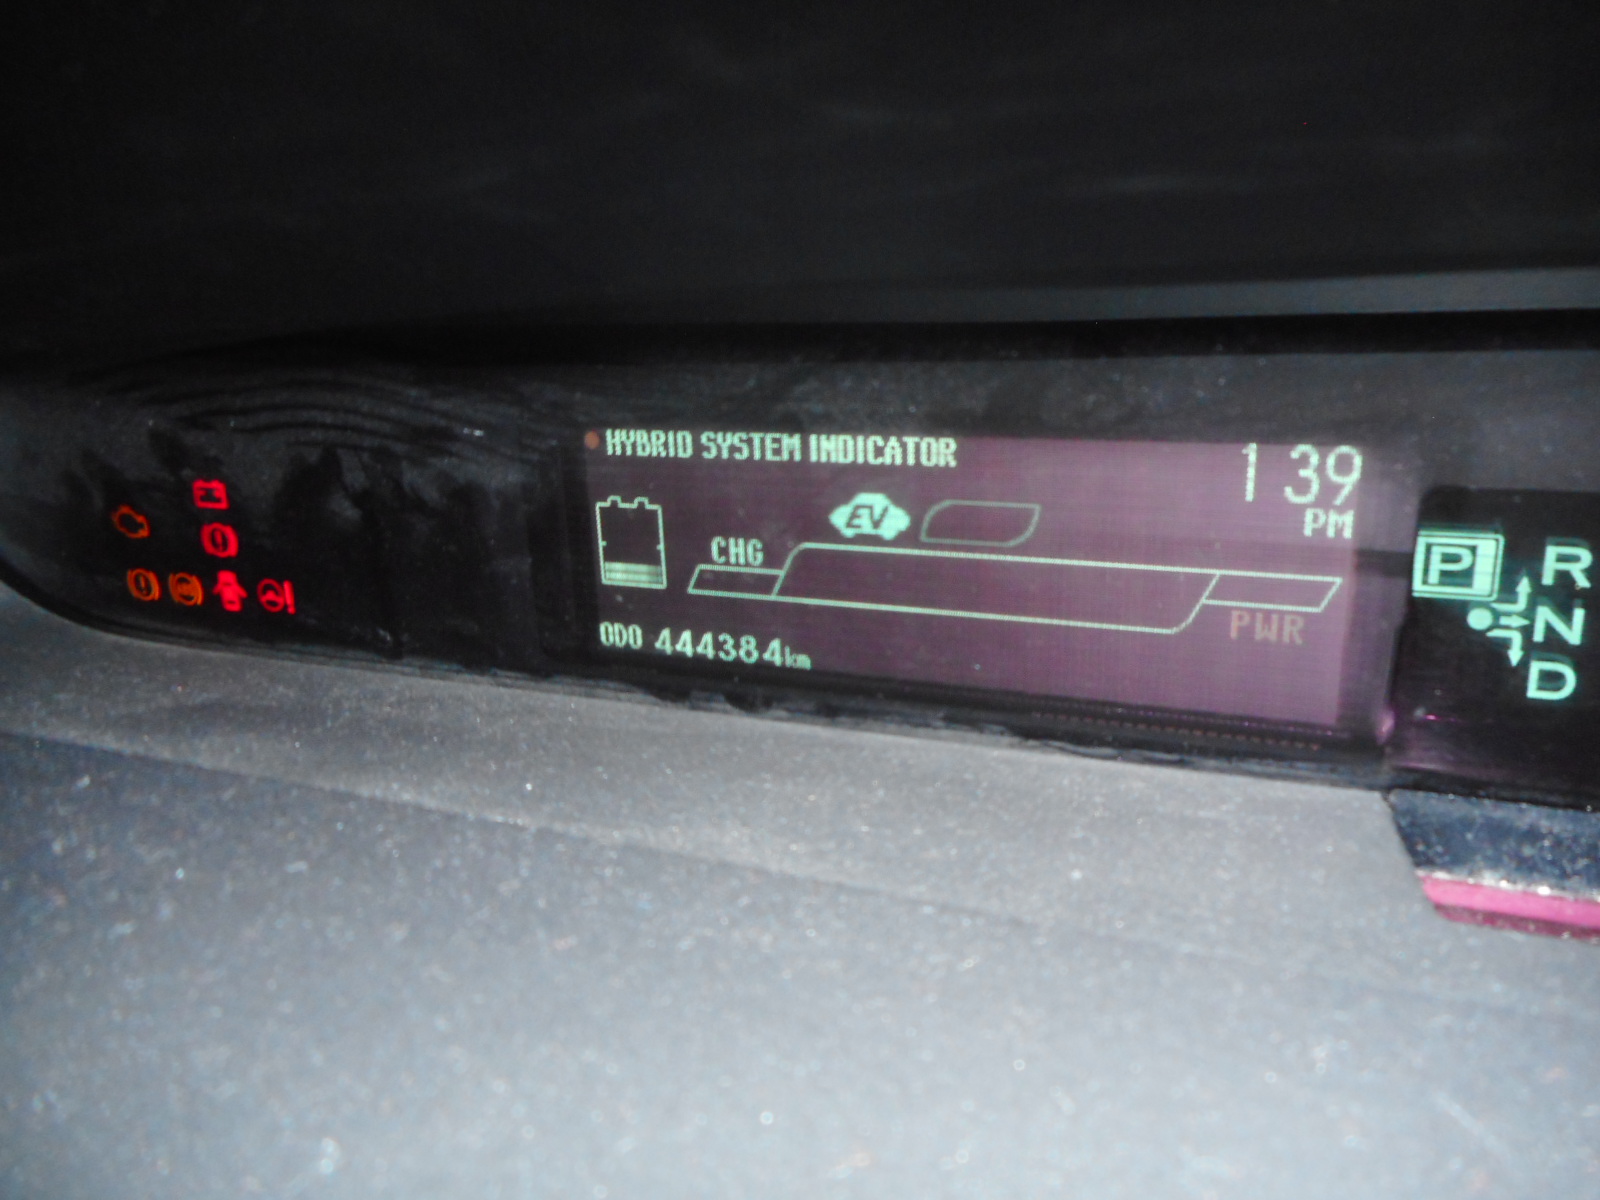 HYBRID SYSTEM INDICATOR
1 39
PM
EV
CHG
PWR
ODO 444384km
P
R
N
D